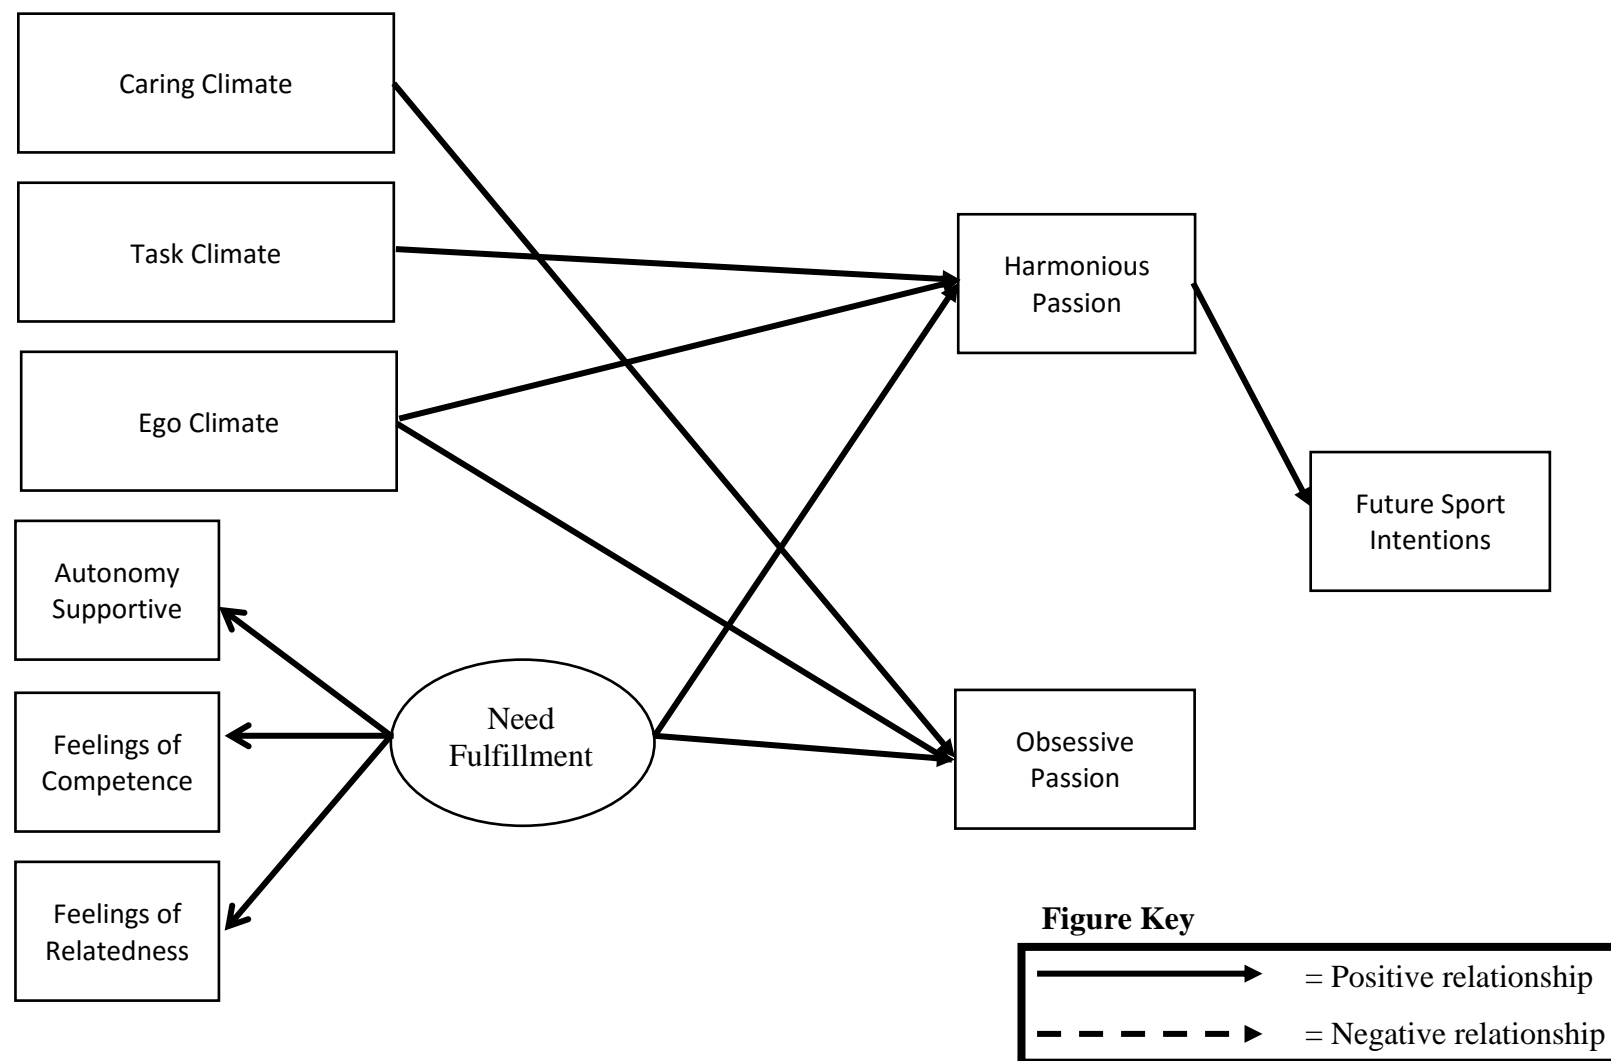 Caring Climate
Task Climate
Ego Climate
Autonomy
Supportive
Feelings of
Competence
Feelings of
Relatedness
Need
Fulfillment
Harmonious
Passion
Obsessive
Passion
Future Sport
Intentions
Figure Key
= Positive relationship
= Negative relationship